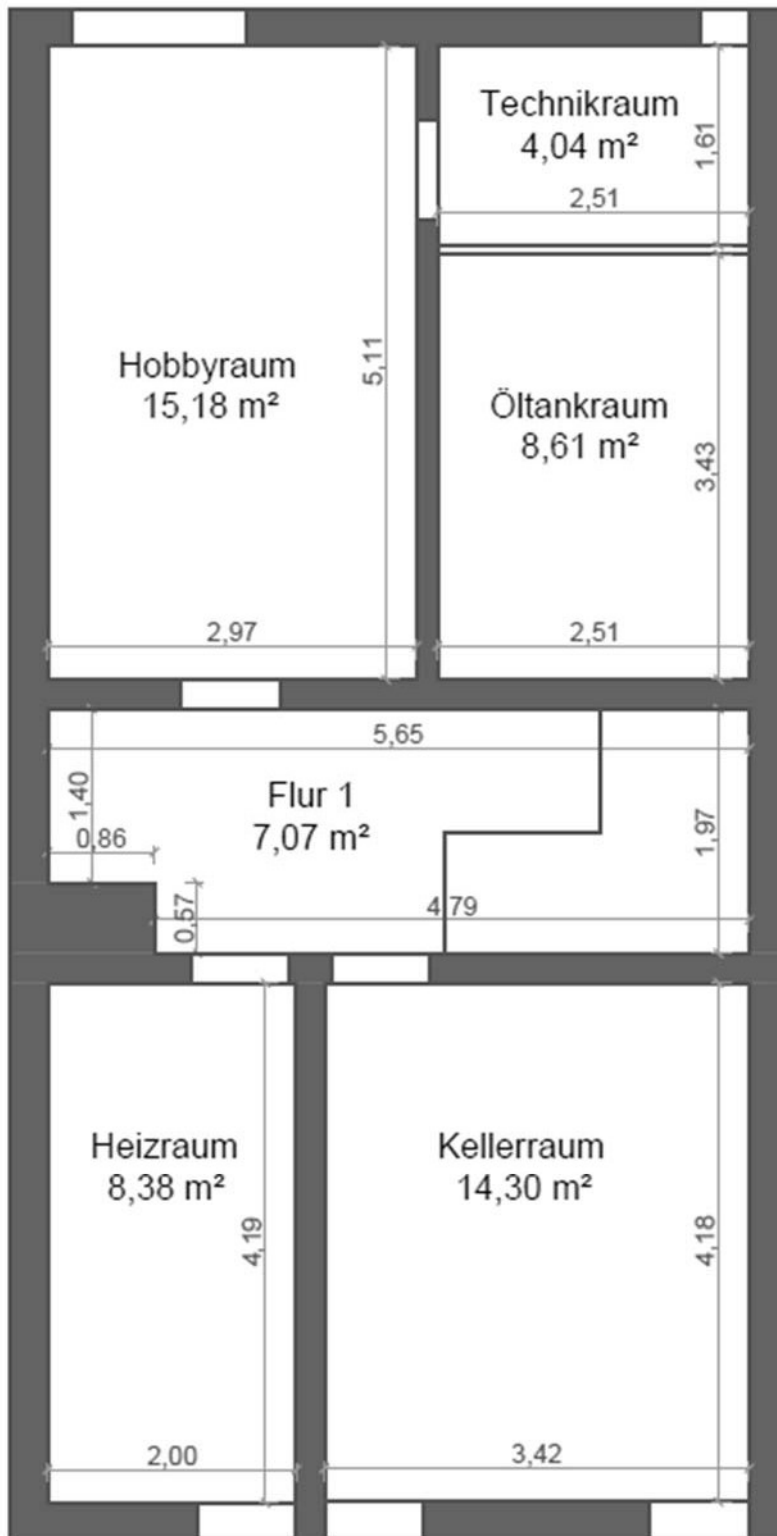 Technikraum
4,04 m²
1,61
2,51
Hobbyraum
15,18 m²
5,11
Öltankraum
8,61 m²
3,43
2,97
2,51
5,65
1,40
Flur 1
7,07 m²
0,86
1,97
0,57
4,79
Heizraum
8,38 m²
4,19
Kellerraum
14,30 m²
4,18
2,00
3,42